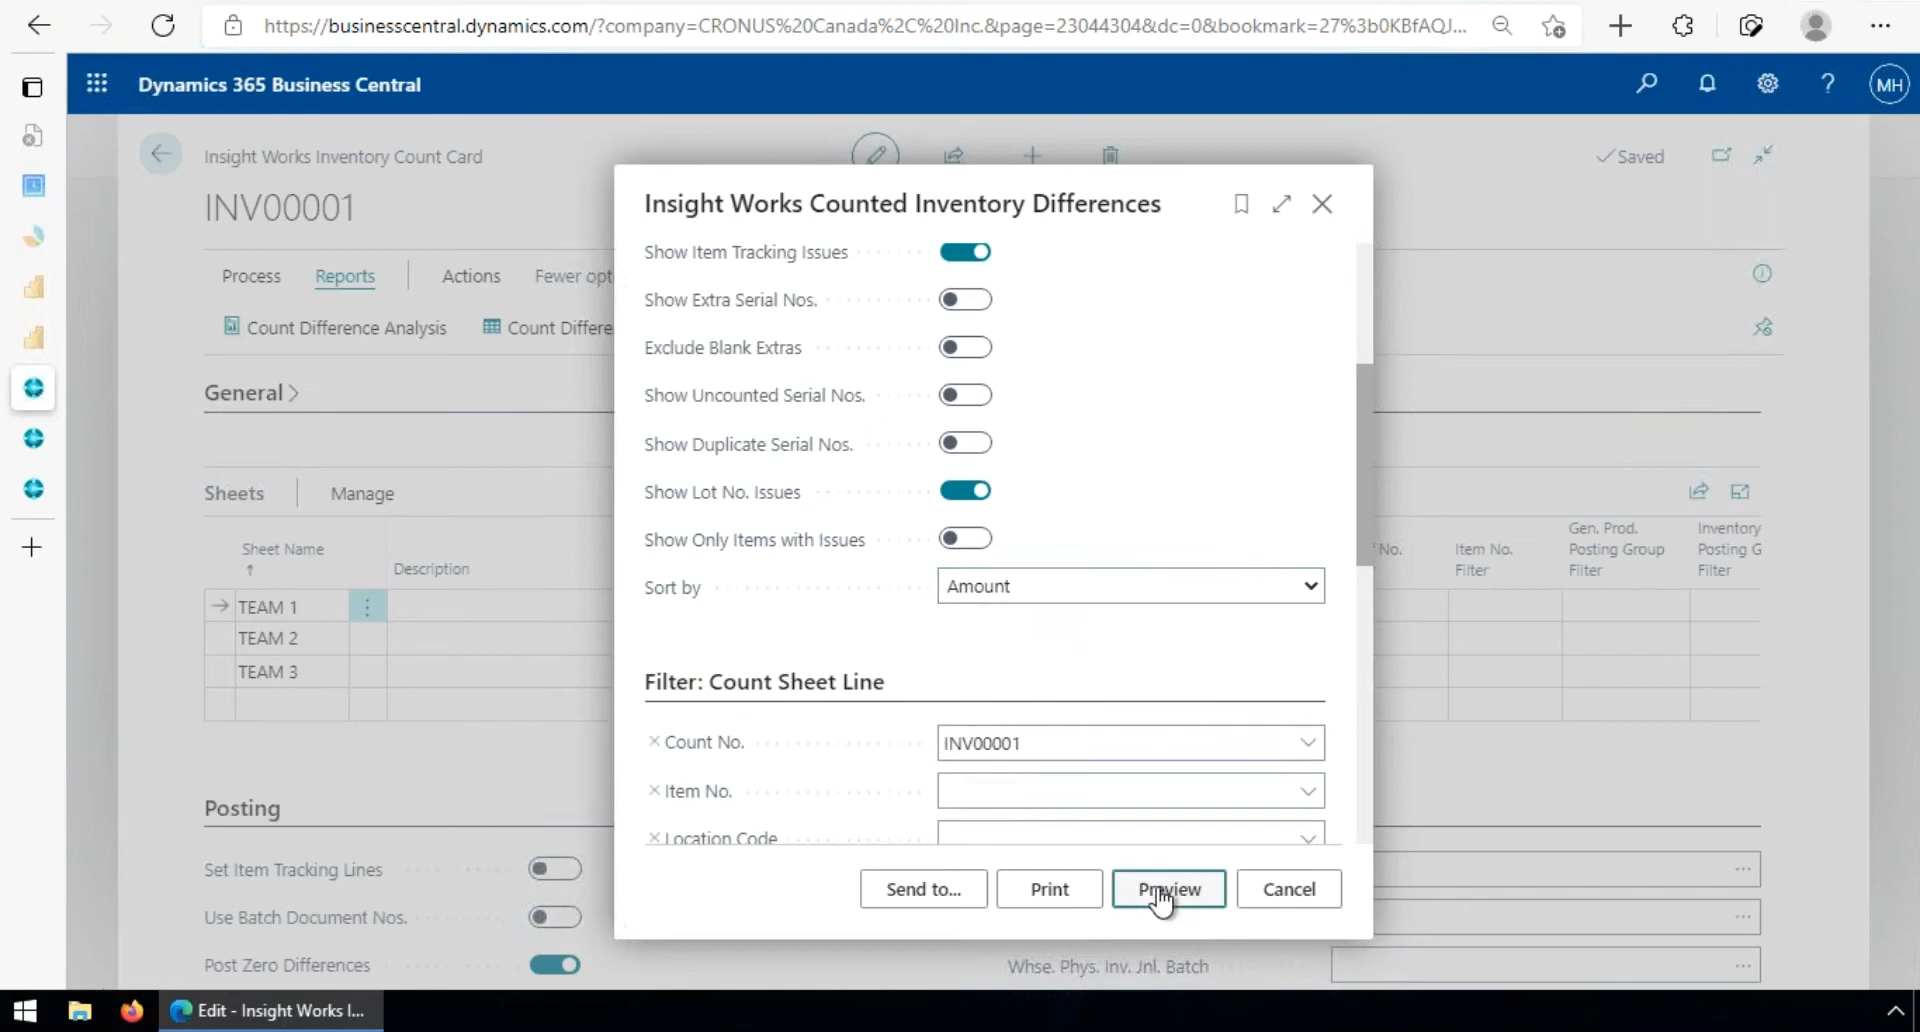 https://businesscentral.dynamics.com/?company=CRONUS%20Canada%2C%20Inc.&page=23044304&dc=0&bookmark=27%3b0KBfAQJ...
Dynamics 365 Business Central
MH
Insight Works Inventory Count Card
Saved
INV00001
Process
Reports
Actions
Fewer opt
Count Difference Analysis
Count Differe
General
Sheets
Manage
Sheet Name
Description
No.
Item No.
Filter
Gen. Prod.
Posting Group
Filter
Inventory
Posting G
Filter
TEAM 1
TEAM 2
TEAM 3
Posting
Set Item Tracking Lines
Use Batch Document Nos.
Post Zero Differences
Whse. Phys. Inv. Jnl. Batch
Insight Works Counted Inventory Differences
Show Item Tracking Issues
Show Extra Serial Nos.
Exclude Blank Extras
Show Uncounted Serial Nos.
Show Duplicate Serial Nos.
Show Lot No. Issues
Show Only Items with Issues
Sort by
Amount
Filter: Count Sheet Line
Count No.
INV00001
Item No.
Location Code
Send to...
Print
Preview
Cancel
Edit - Insight Works I...